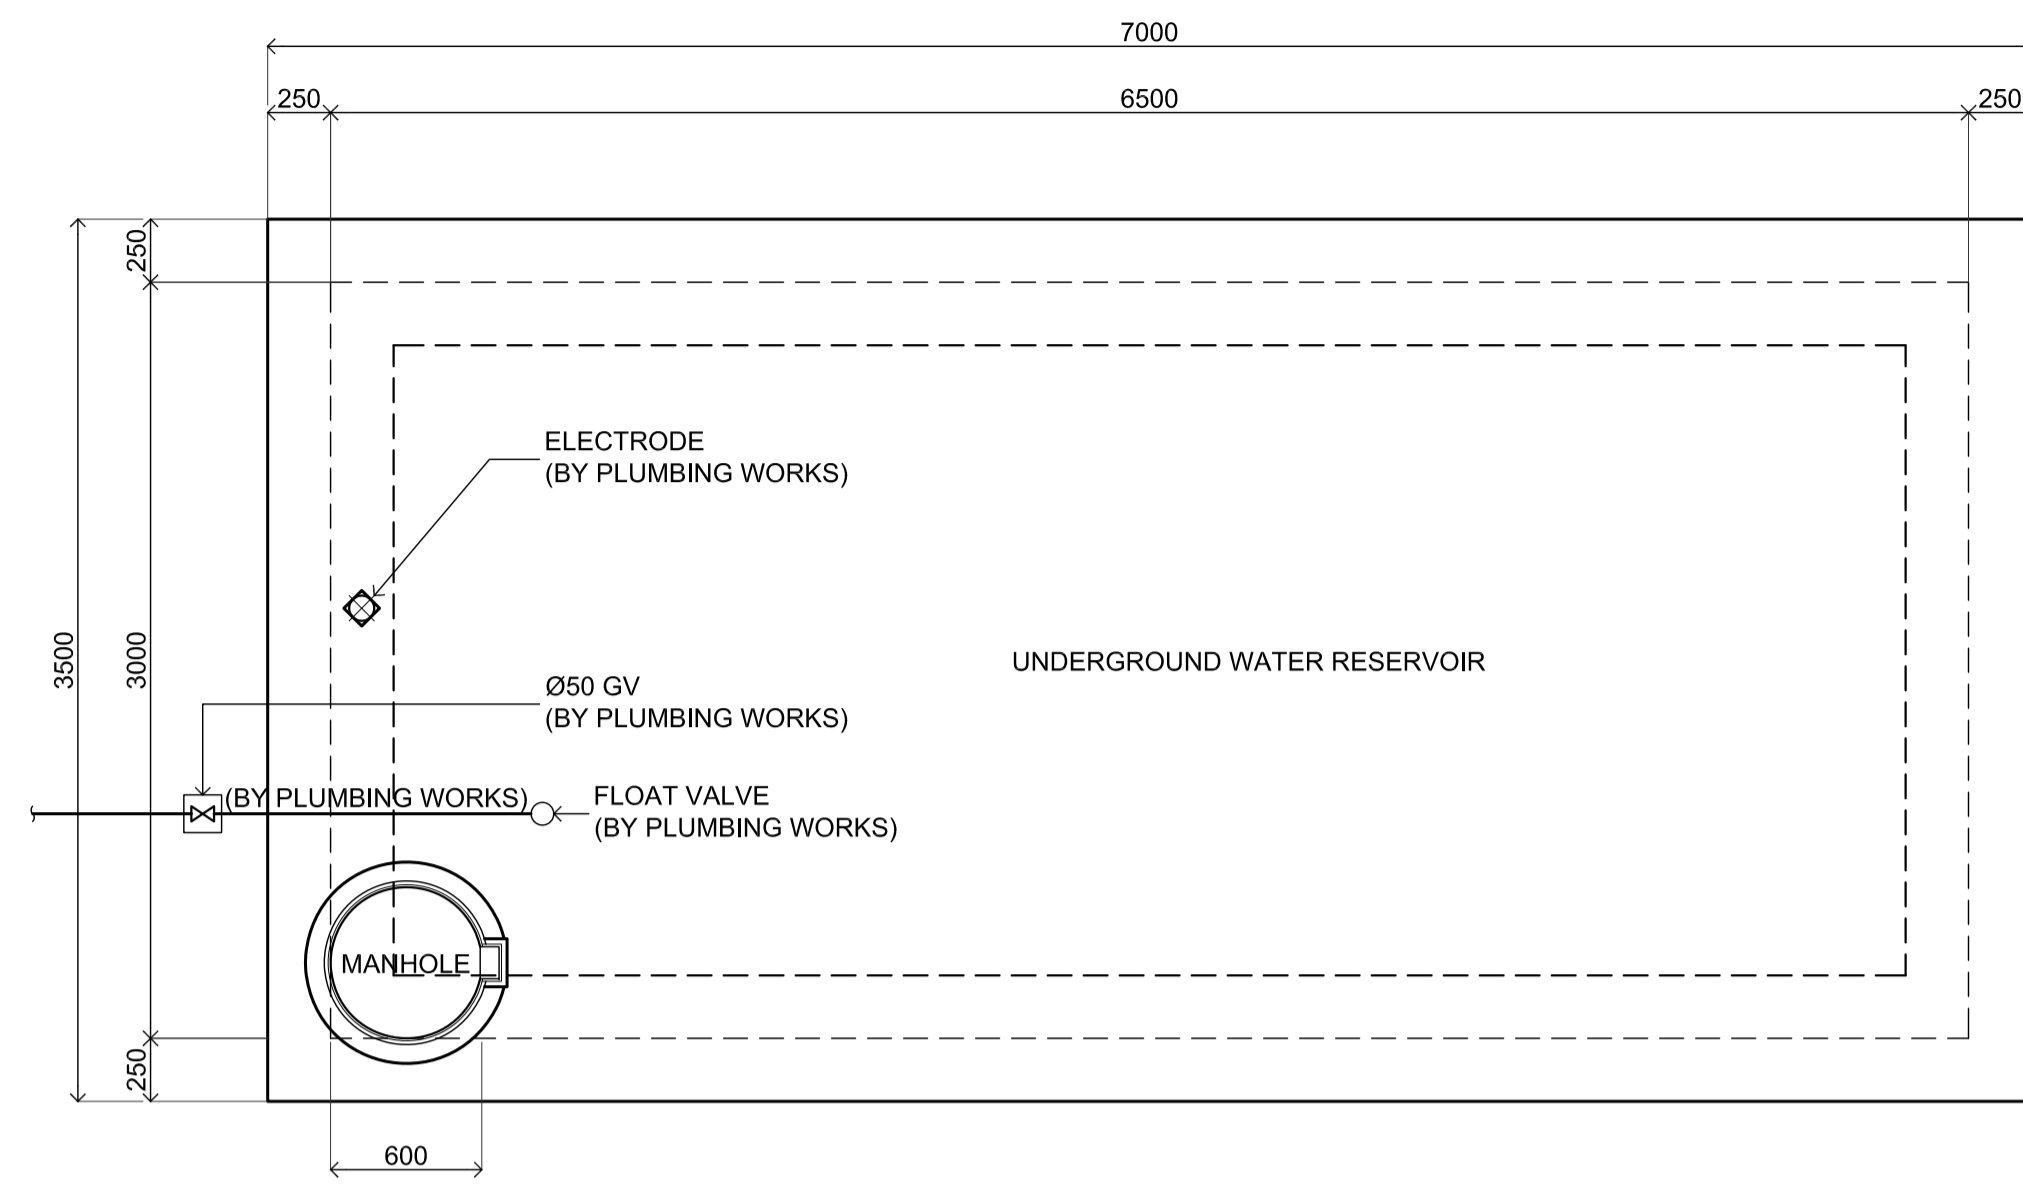 7000
250
6500
250
250
3500
3000
250
ELECTRODE
(BY PLUMBING WORKS)
UNDERGROUND WATER RESERVOIR
Ø50 GV
(BY PLUMBING WORKS)
(BY PLUMBING WORKS)
FLOAT VALVE
(BY PLUMBING WORKS)
MANHOLE
600